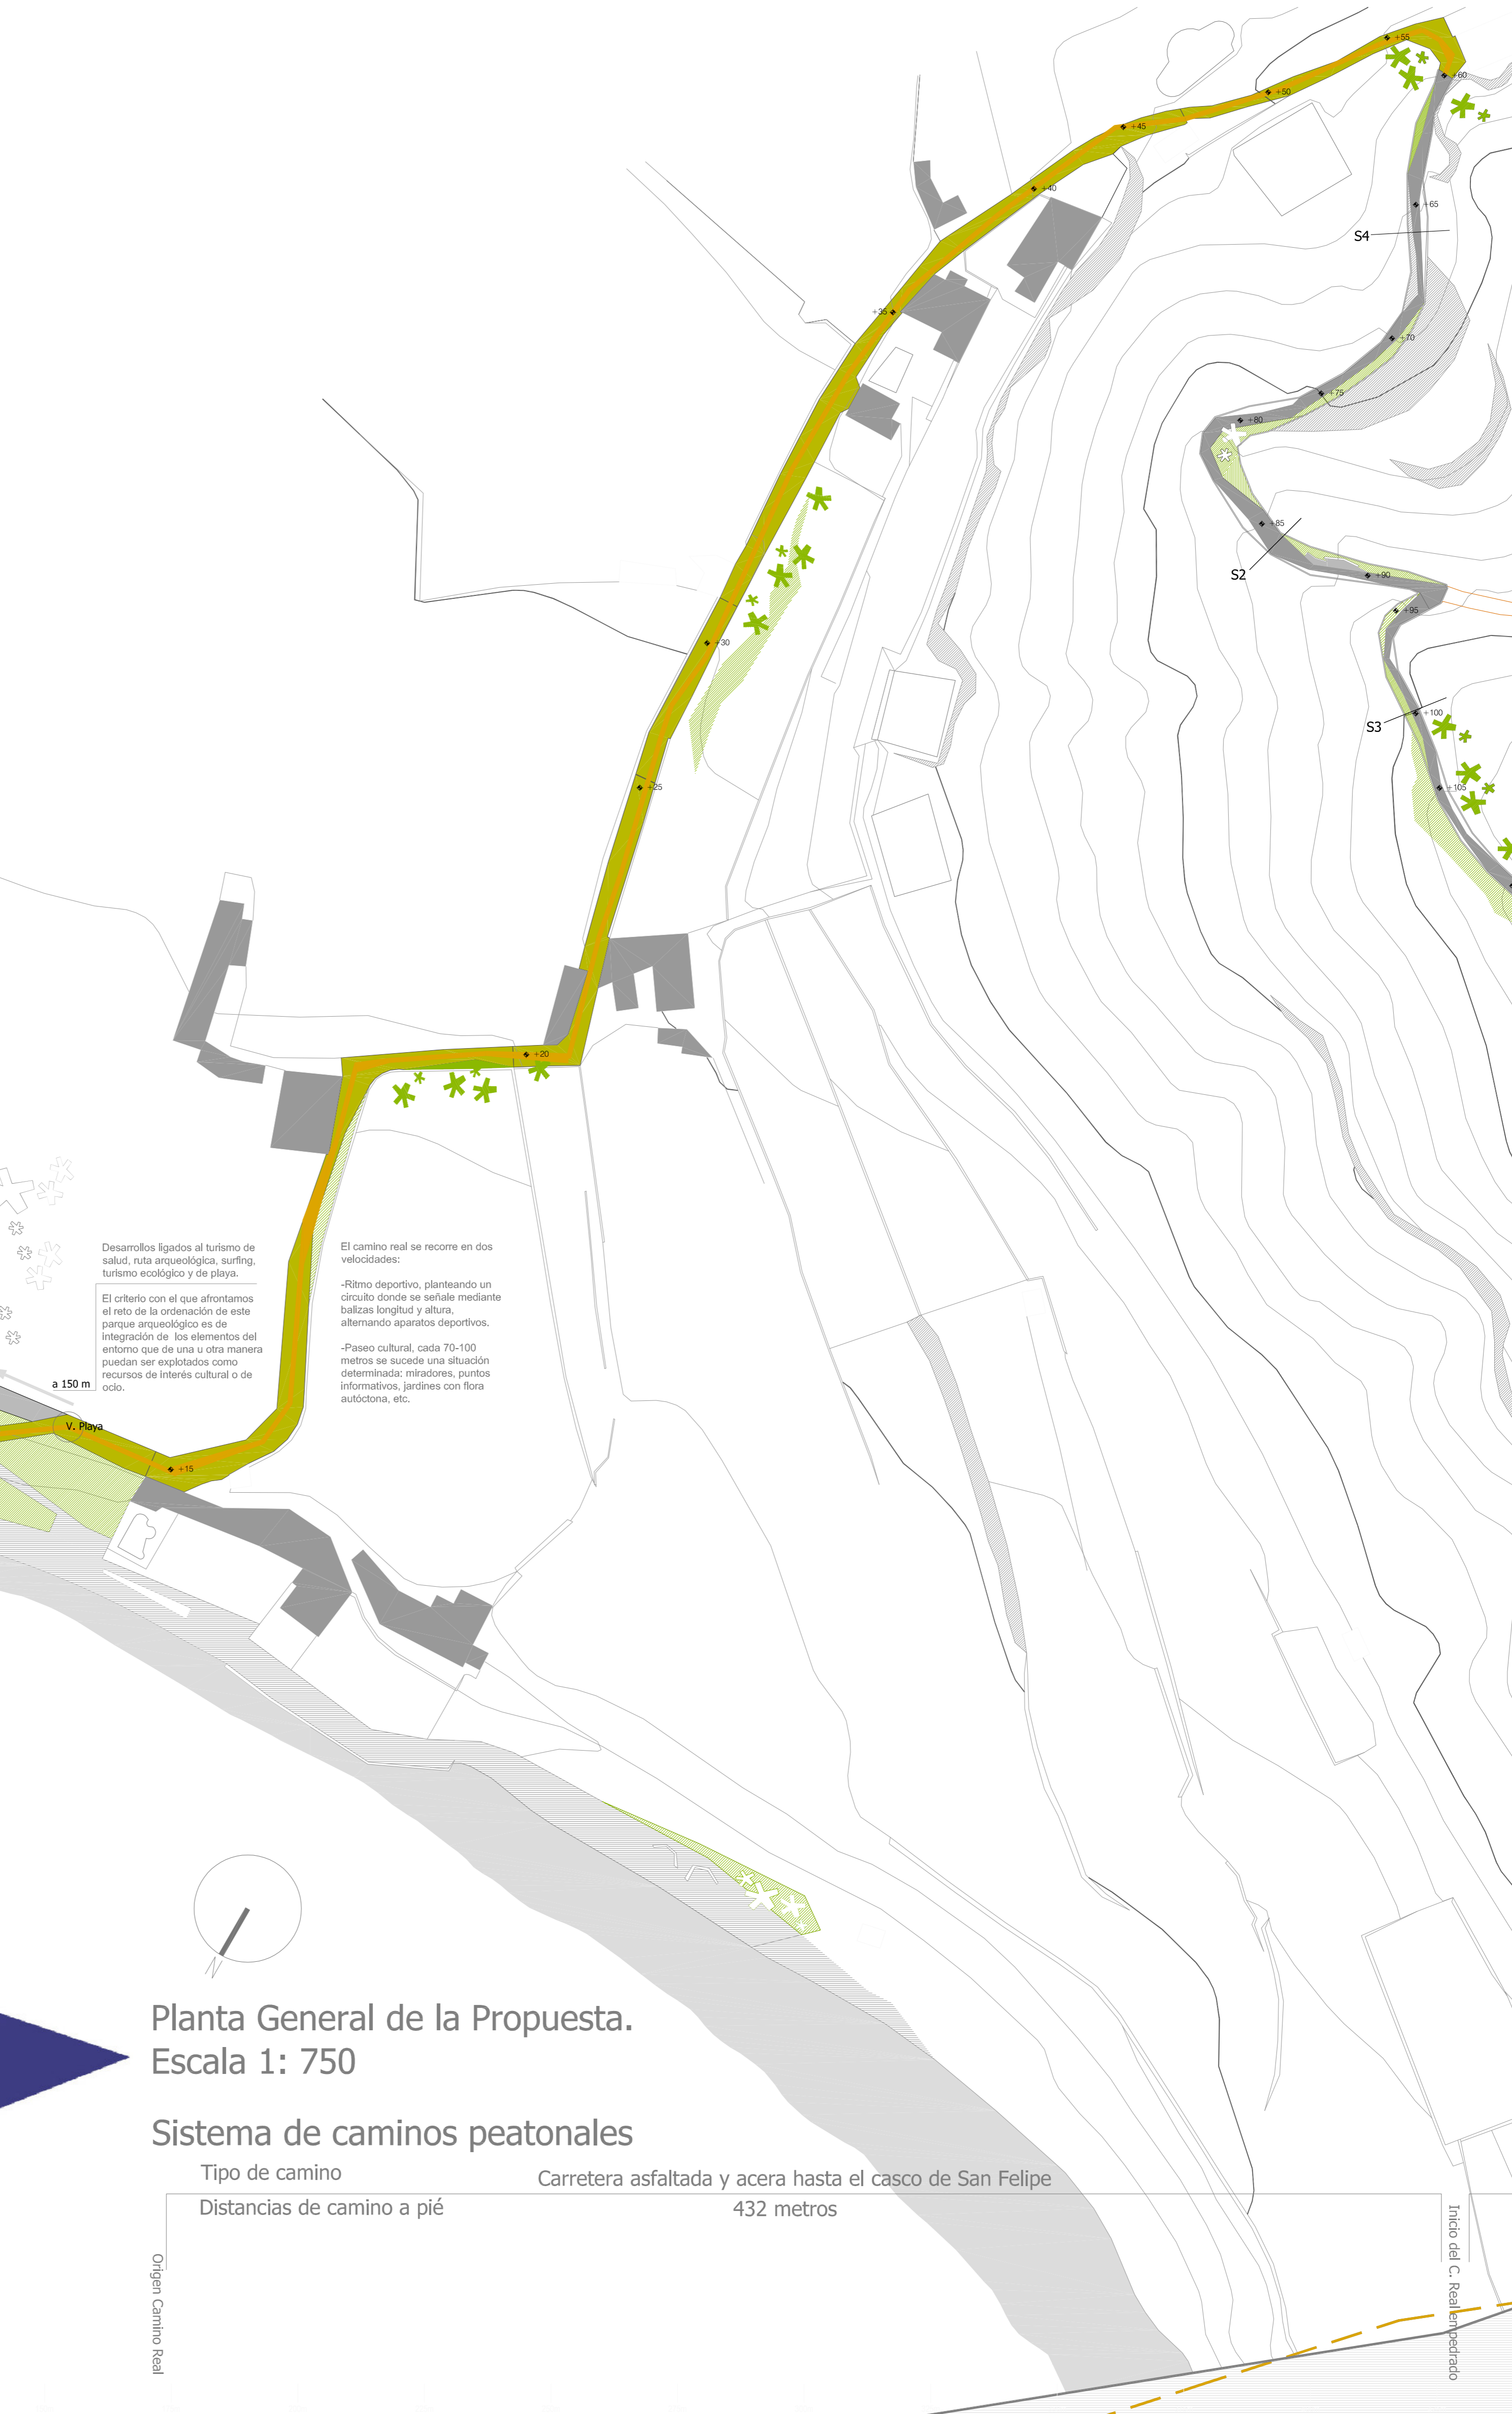 +55
+60
+50
+45
+40
+65
S4
+35
+70
+75
+80
+85
S2
+90
+95
+30
+100
S3
+25
+105
+20
Desarrollos ligados al turismo de
salud, ruta arqueológica, surfing,
turismo ecológico y de playa.
El criterio con el que afrontamos
el reto de la ordenación de este
parque arqueológico es de
integración de los elementos del
entorno que de una u otra manera
puedan ser explotados como
recursos de interés cultural o de
ocio.
El camino real se recorre en dos
velocidades:
-Ritmo deportivo, planteando un
circuito donde se señale mediante
balizas longitud y altura,
alternando aparatos deportivos.
-Paseo cultural, cada 70-100
metros se sucede una situación
determinada: miradores, puntos
informativos, jardines con flora
autóctona, etc.
a 150 m
V. Playa
+15
N
Planta General de la Propuesta.
Escala 1: 750
Sistema de caminos peatonales
Tipo de camino
Carretera asfaltada y acera hasta el casco de San Felipe
Distancias de camino a pié
432 metros
Origen Camino Real
Inicio del C. Real empedrado